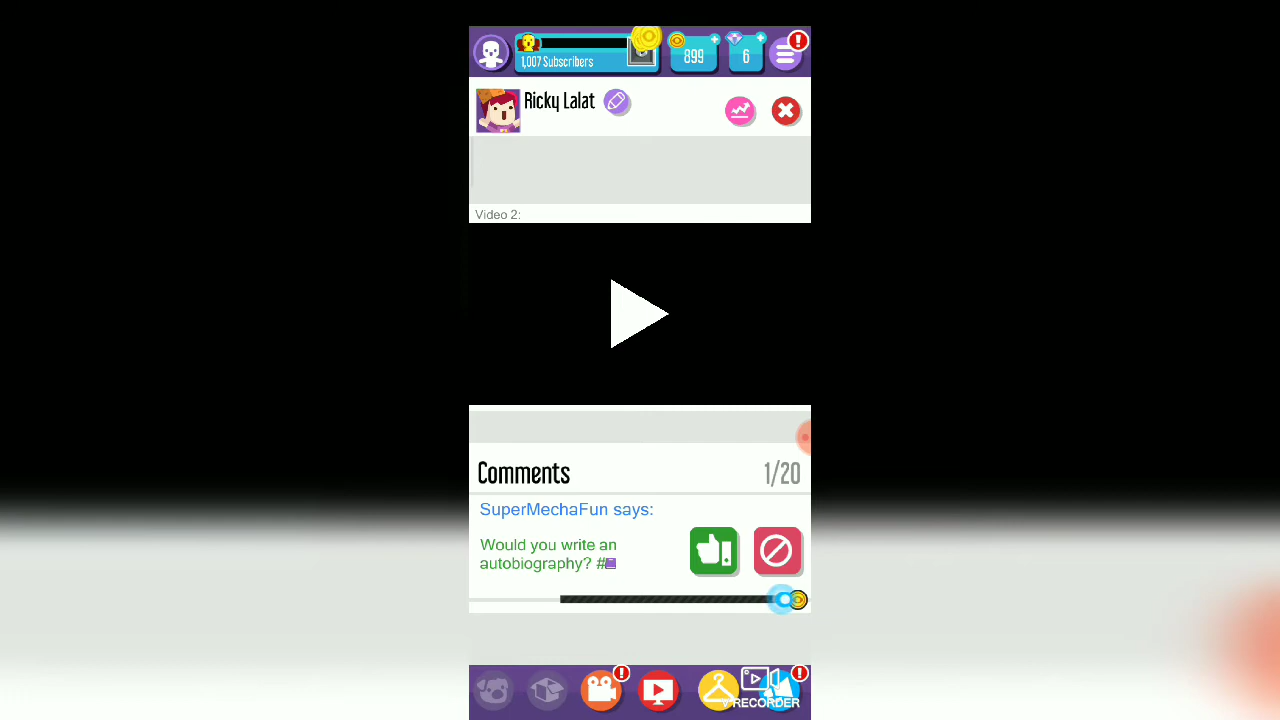 1,007 Subscribers
899
6
Ricky Lalat
Video 2:
Comments
1/20
SuperMechaFun says:
Would you write an
autobiography? #
V RECORDER